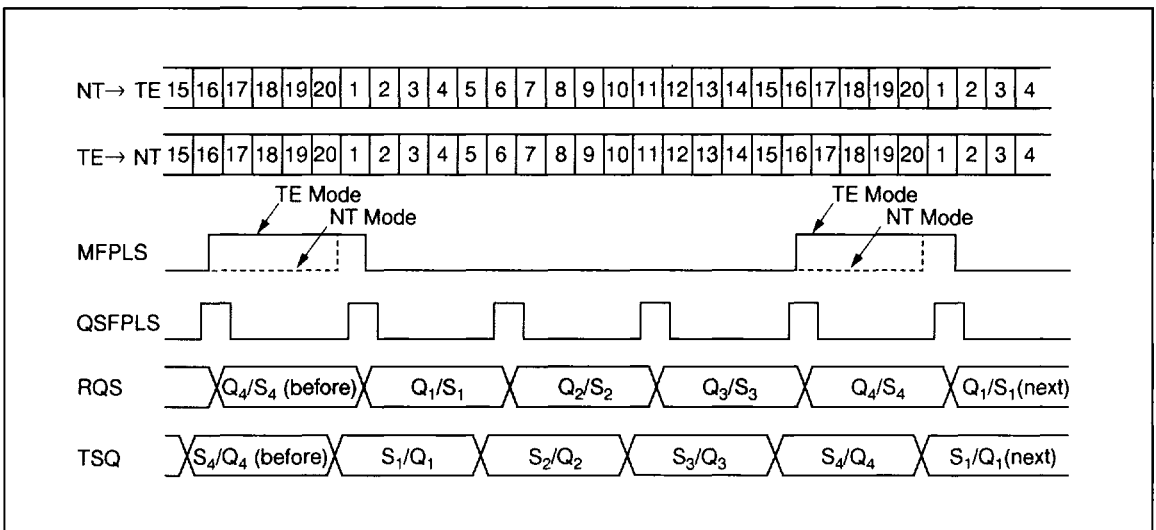 NT→ TE 15 16 17 18 19 20 1 2 3 4 5 6 7 8 9 10 11 12 13 14 15 16 17 18 19 20 1 2 3 4
TE→ NT 15 16 17 18 19 20 1 2 3 4 5 6 7 8 9 10 11 12 13 14 15 16 17 18 19 20 1 2 3 4
TE Mode TE Mode
NT Mode NT Mode
MFPLS
QSFPLS
RQS Q₄/S₄ (before) Q₁/S₁ Q₂/S₂ Q₃/S₃ Q₄/S₄ Q₁/S₁(next)
TSQ S₄/Q₄ (before) S₁/Q₁ S₂/Q₂ S₃/Q₃ S₄/Q₄ S₁/Q₁(next)